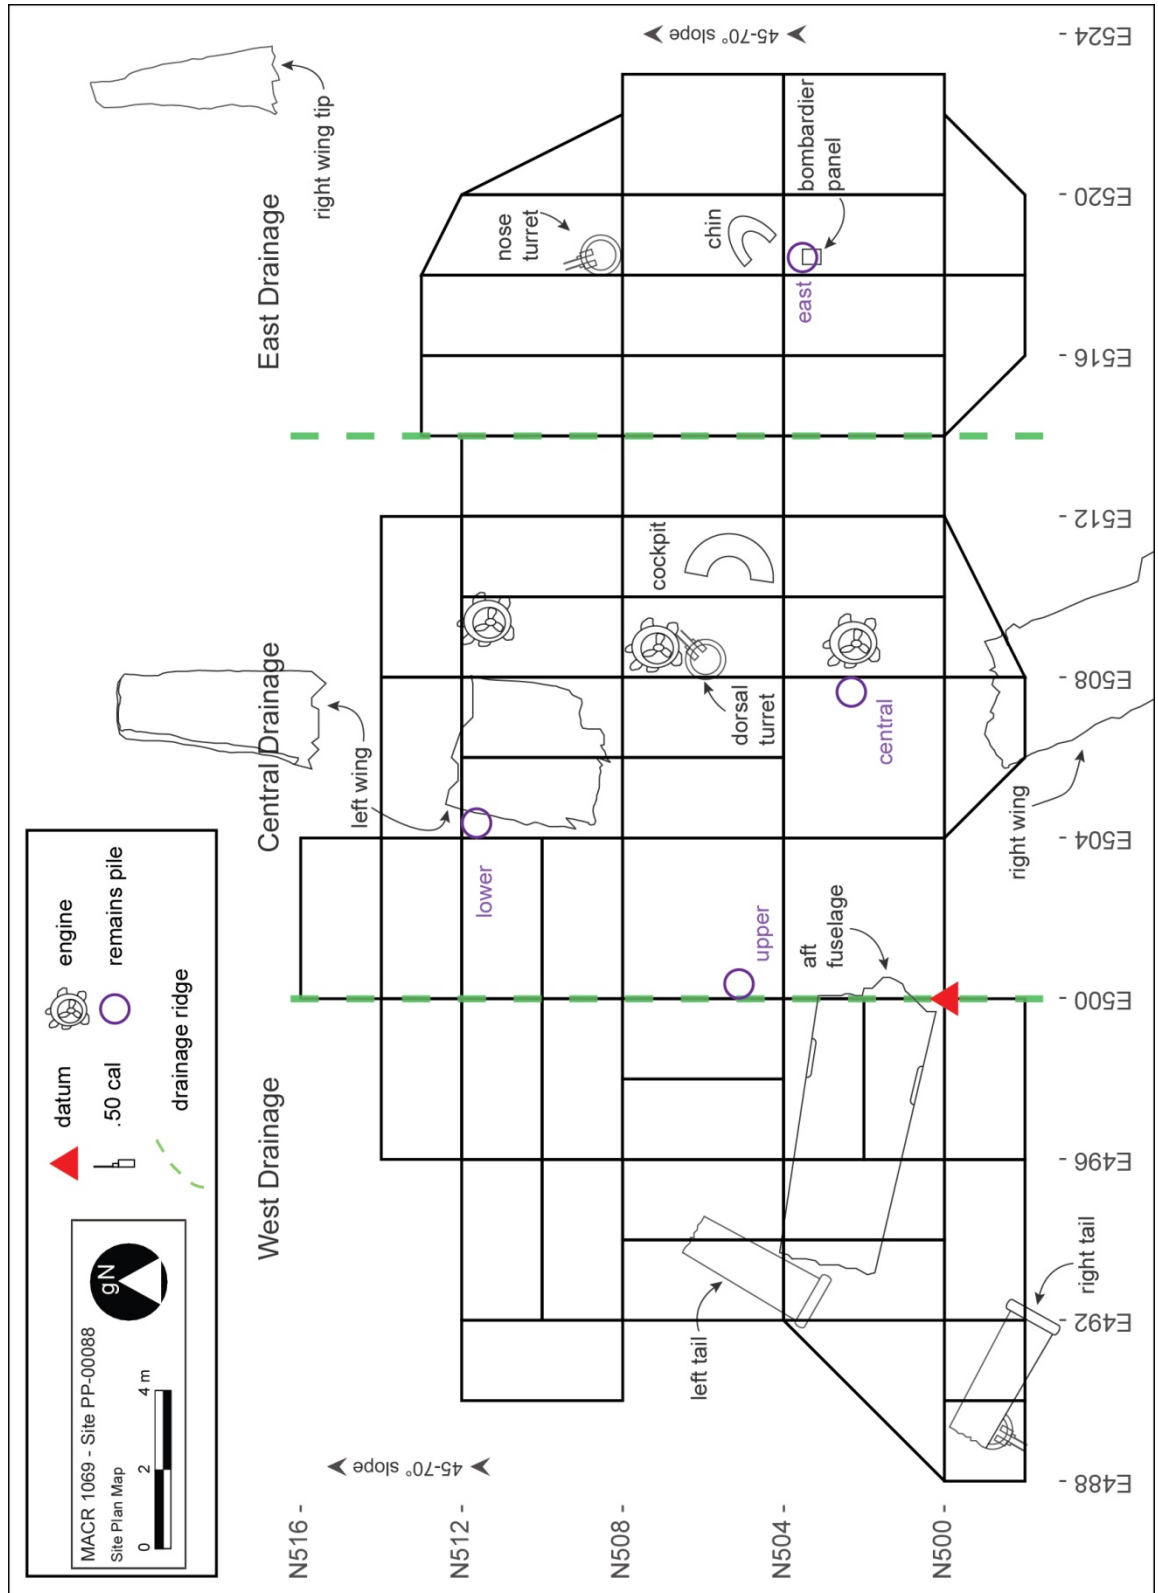 MACR 1069 - Site PP-00088
Site Plan Map
0
2
4 m
gN
datum
engine
.50 cal
remains pile
drainage ridge
West Drainage
Central Drainage
East Drainage
right wing tip
45-70° slope
nose
turret
chin
bombardier
panel
east
left wing
cockpit
dorsal
turret
central
right wing
lower
upper
aft
fuselage
left tail
right tail
45-70° slope
N516 -
N512 -
N508 -
N504 -
N500 -
E488 -
E492 -
E496 -
E500 -
E504 -
E508 -
E512 -
E516 -
E520 -
E524 -